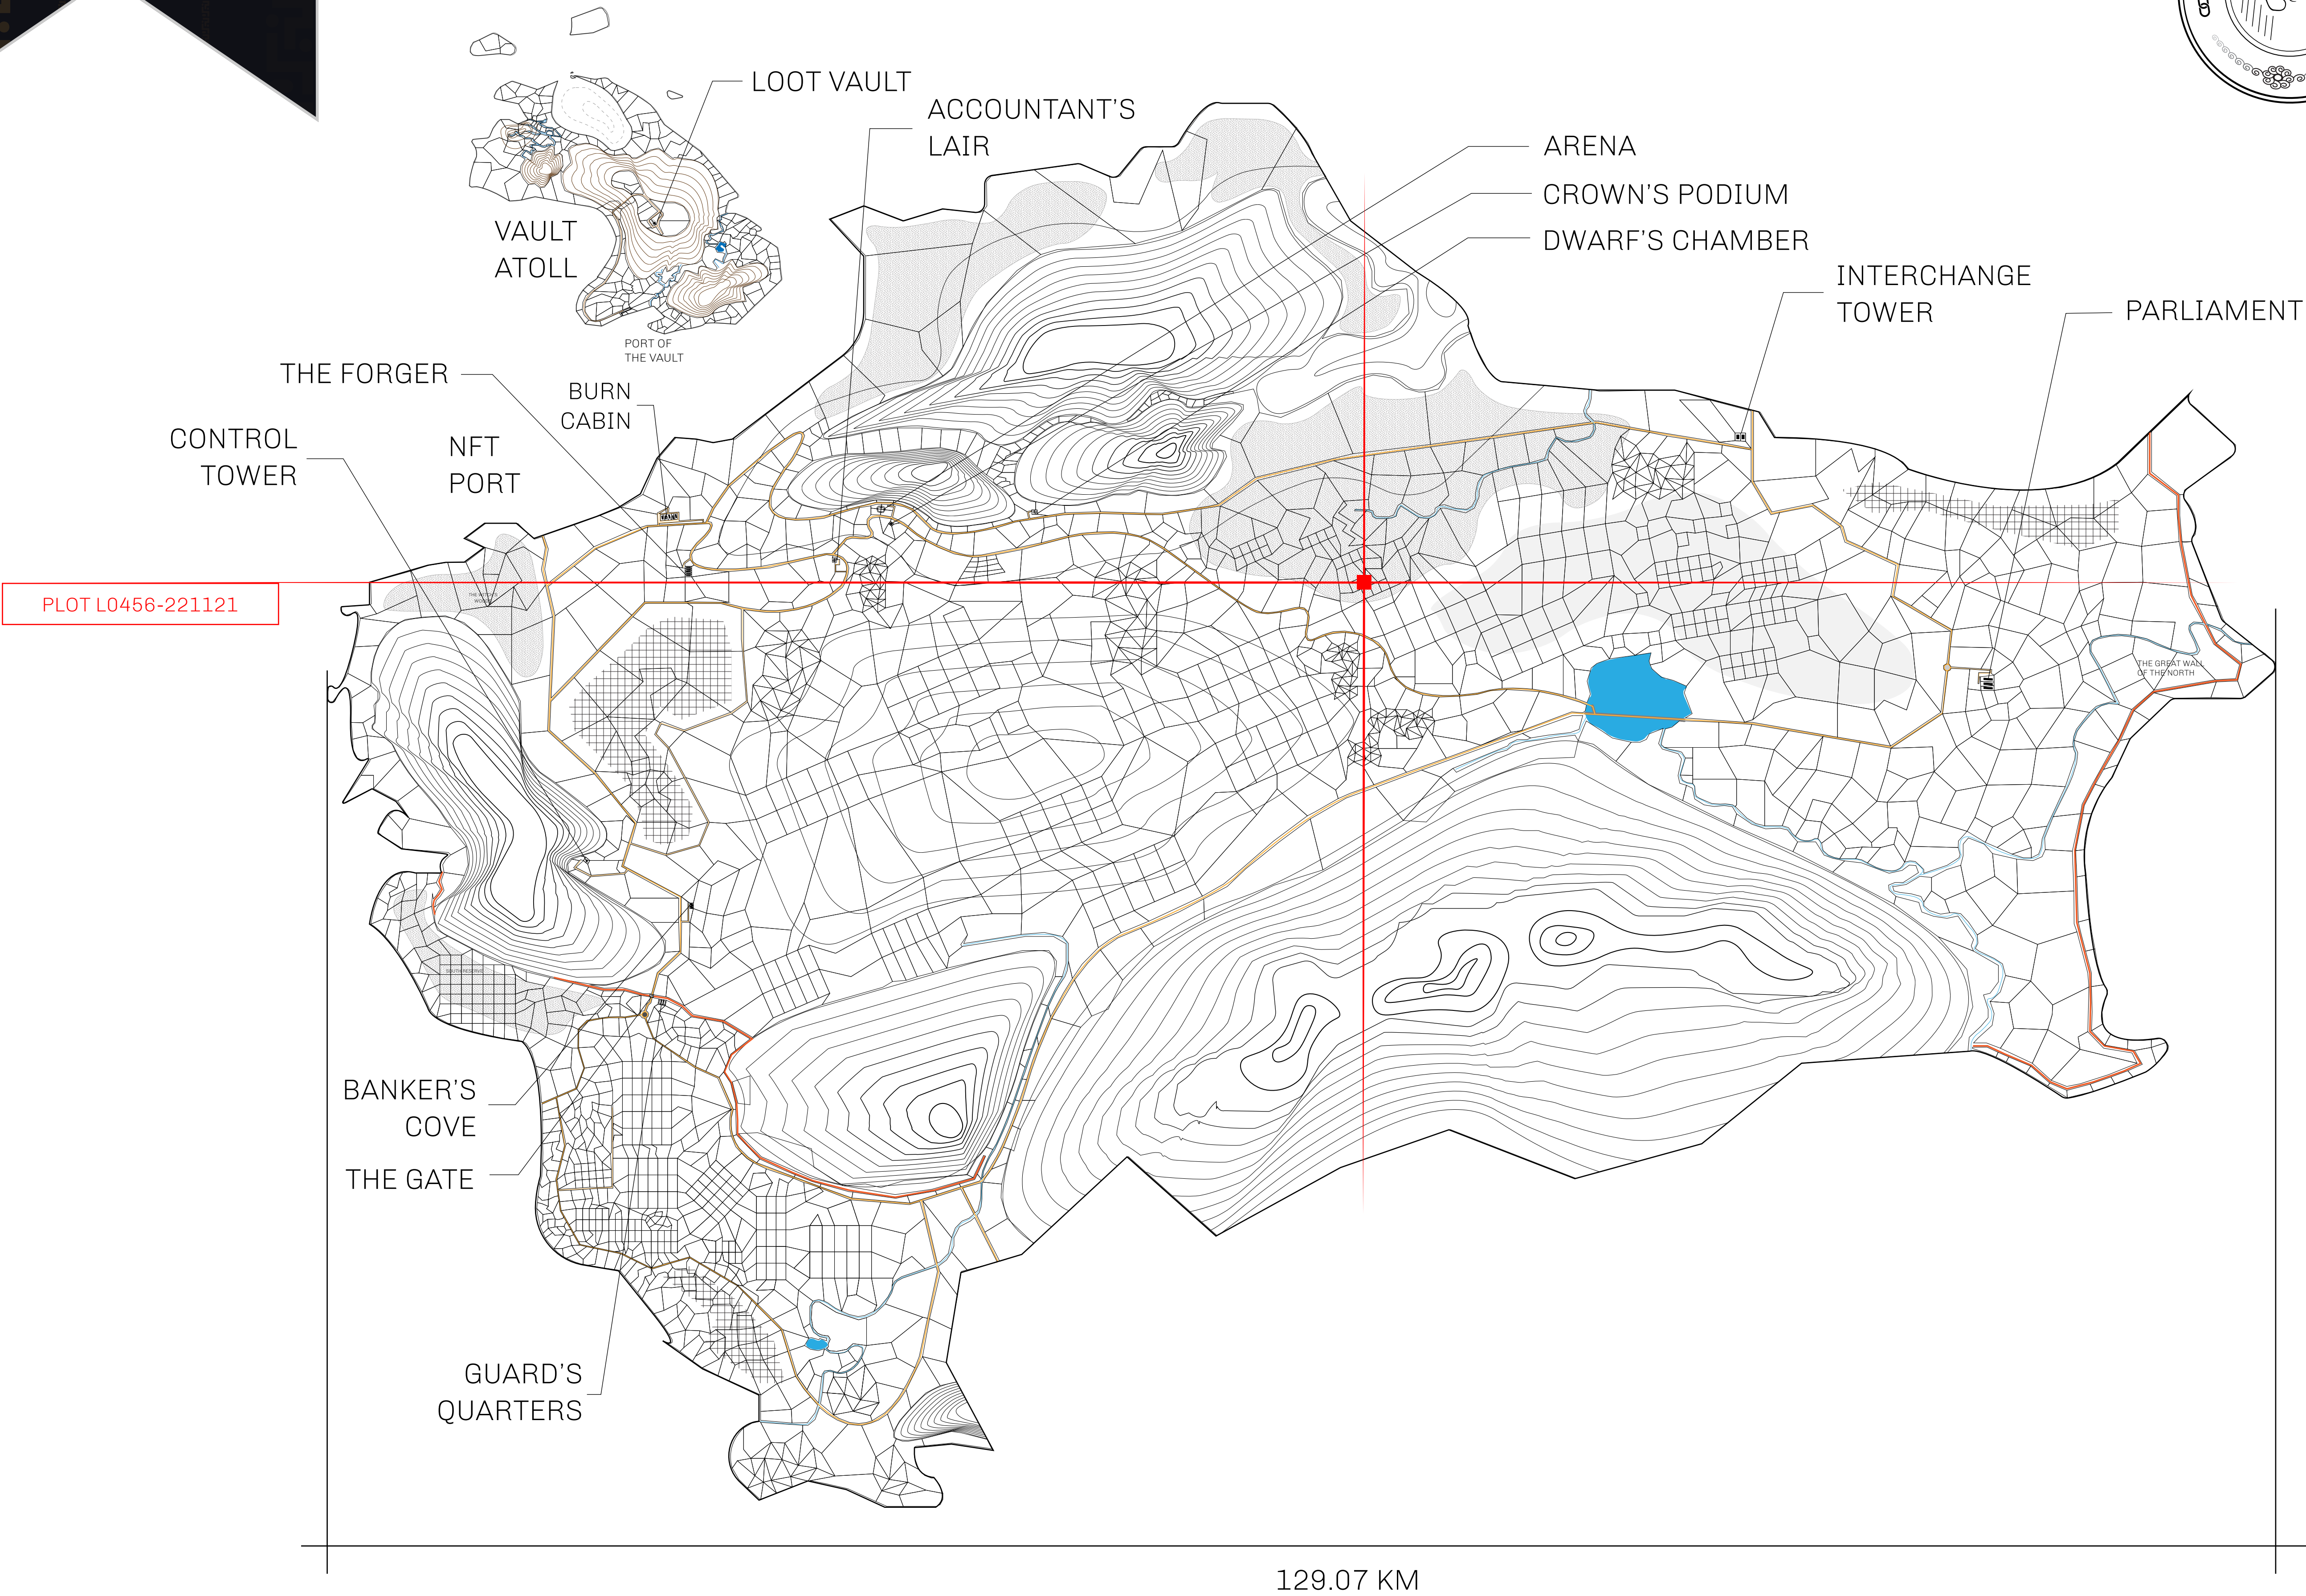 LOOT VAULT
ACCOUNTANT'S
LAIR
ARENA
CROWN'S PODIUM
DWARF'S CHAMBER
VAULT
ATOLL
INTERCHANGE
TOWER
PARLIAMENT
PORT OF
THE VAULT
THE FORGER
BURN
CABIN
CONTROL
TOWER
NFT
PORT
PLOT L0456-221121
THE GREAT WALL
OF THE NORTH
SOUTH RESERVE
BANKER'S
COVE
THE GATE
GUARD'S
QUARTERS
129.07 KM